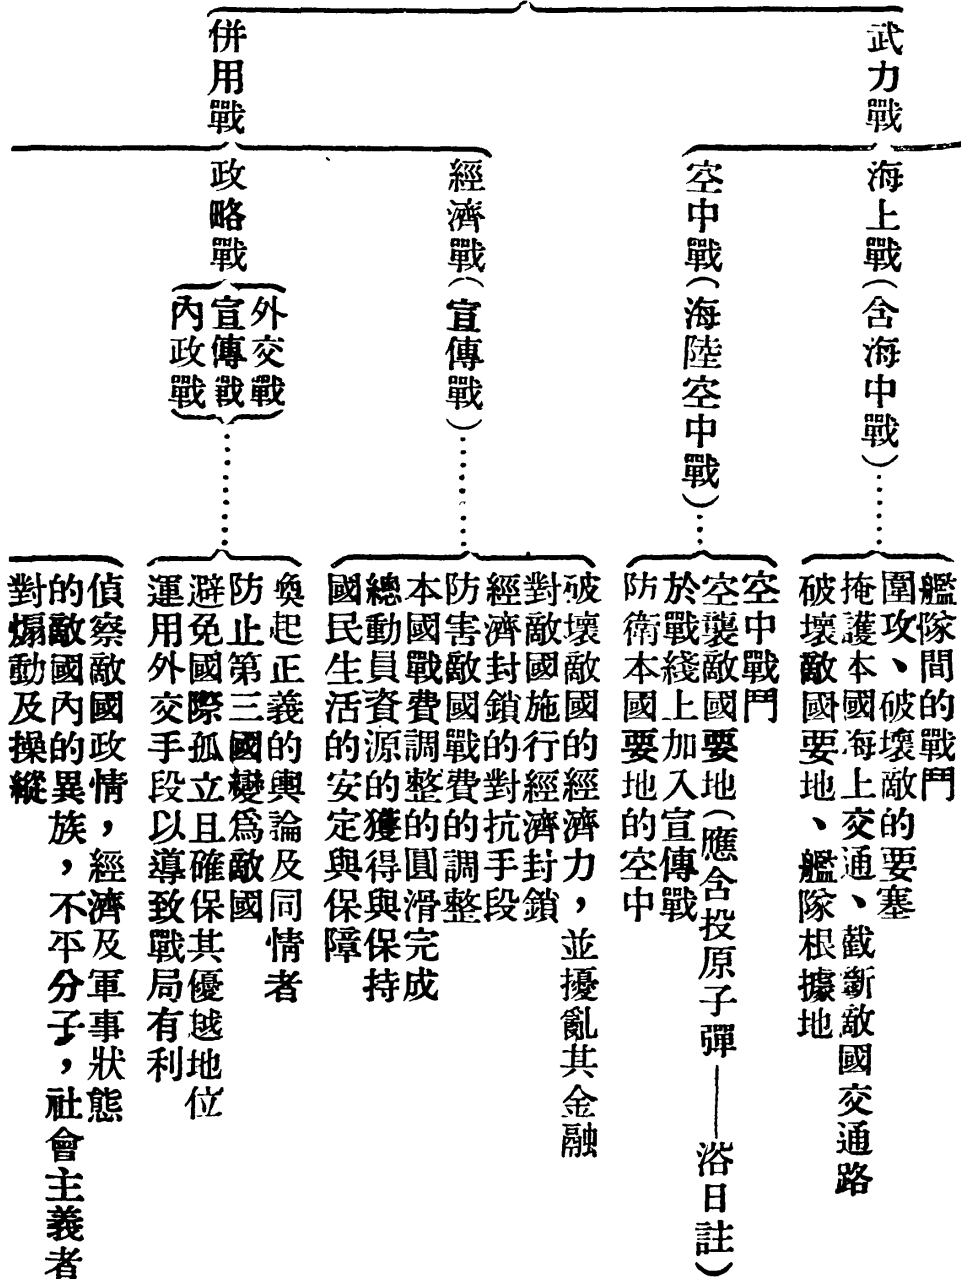 武力戰
海上戰(含海中戰)……
艦隊間的戰鬥
圍攻、破壞敵的要塞
掩護本國海上交通、截斷敵國交通路
破壞敵國要地、艦隊根據地
空中戰(海陸空中戰)…
空中戰鬥
空襲敵國要地(應含投原子彈——浴日註)
於戰綫上加入宣傳戰
防衛本國要地的空中
併用戰
經濟戰(宣傳戰)……
破壞敵國的經濟力,並擾亂其金融
對敵國施行經濟封鎖
經濟封鎖的對抗手段
防害敵國戰費的調整
本國戰費調整的圓滑完成
總動員資源的獲得與保持
國民生活的安定與保障
政略戰
外交戰
宣傳戰
內政戰
………
喚起正義的輿論及同情者
防止第三國變爲敵國
避免國際孤立且確保其優越地位
運用外交手段以導致戰局有利
偵察敵國政情,經濟及軍事狀態
的敵國內的異族,不平分子,社會主義者
對煽動及操縱